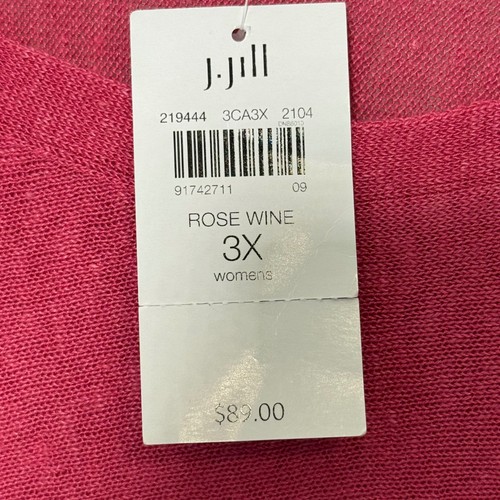 J.Jill
219444 3CA3X 2104
91742711 09
ROSE WINE
3X
womens
$89.00